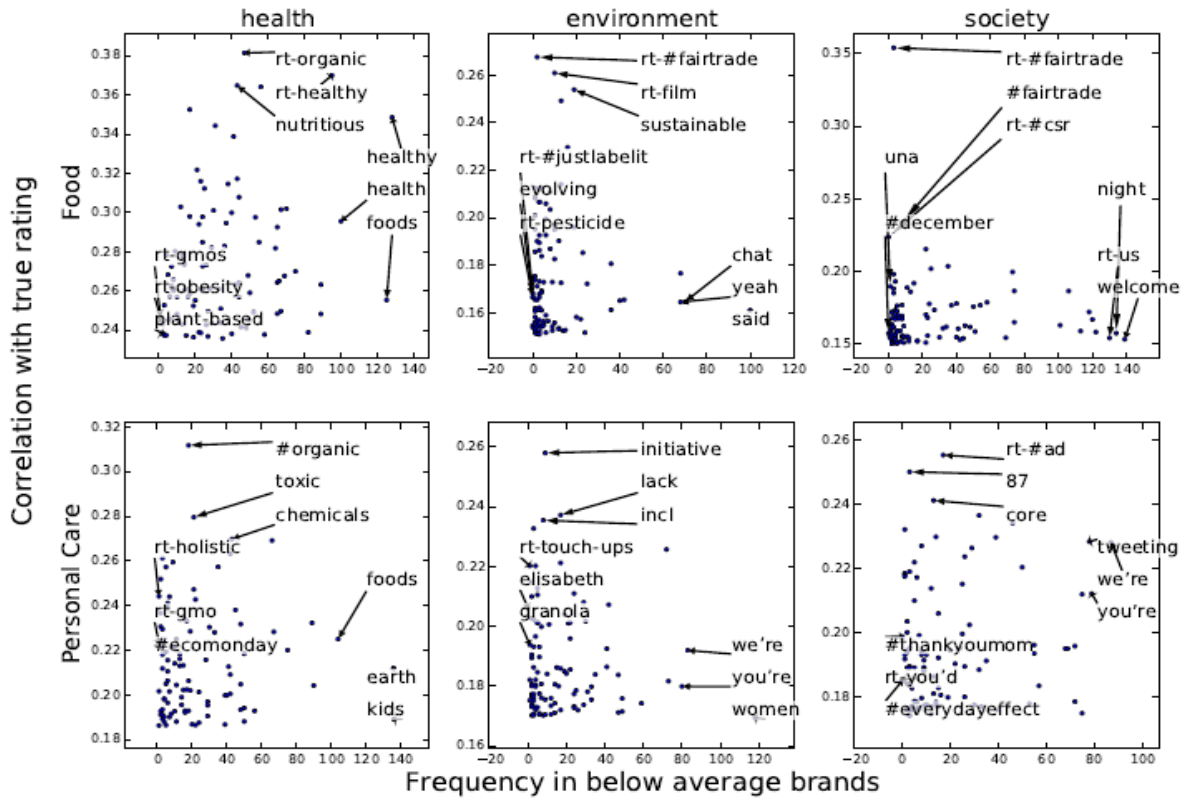 health
environment
society
Correlation with true rating
Food
0.38
0.36
0.34
0.32
0.30
0.28
0.26
0.24
rt-organic
rt-healthy
nutritious
healthy
health
foods
rt-gmos
rt-obesity
plant-based
0 20 40 60 80 100 120 140
0.26
0.24
0.22
0.20
0.18
0.16
0.14
rt-#fairtrade
rt-film
sustainable
rt-#justlabelit
evolving
rt-pesticide
chat
yeah
said
−20 0 20 40 60 80 100 120
0.35
0.30
0.25
0.20
0.15
rt-#fairtrade
#fairtrade
rt-#csr
una
#december
night
rt-us
welcome
−20 0 20 40 60 80 100 120 140
Personal Care
0.32
0.30
0.28
0.26
0.24
0.22
0.20
0.18
#organic
toxic
chemicals
rt-holistic
foods
rt-gmo
#ecomonday
earth
kids
0 20 40 60 80 100 120 140
0.26
0.24
0.22
0.20
0.18
0.16
initiative
lack
incl
rt-touch-ups
elisabeth
granola
we're
you're
women
−20 0 20 40 60 80 100 120
0.26
0.24
0.22
0.20
0.18
rt-#ad
87
core
tweeting
we're
you're
#thankyoumom
rt-you'd
#everydayeffect
−20 0 20 40 60 80 100
Frequency in below average brands